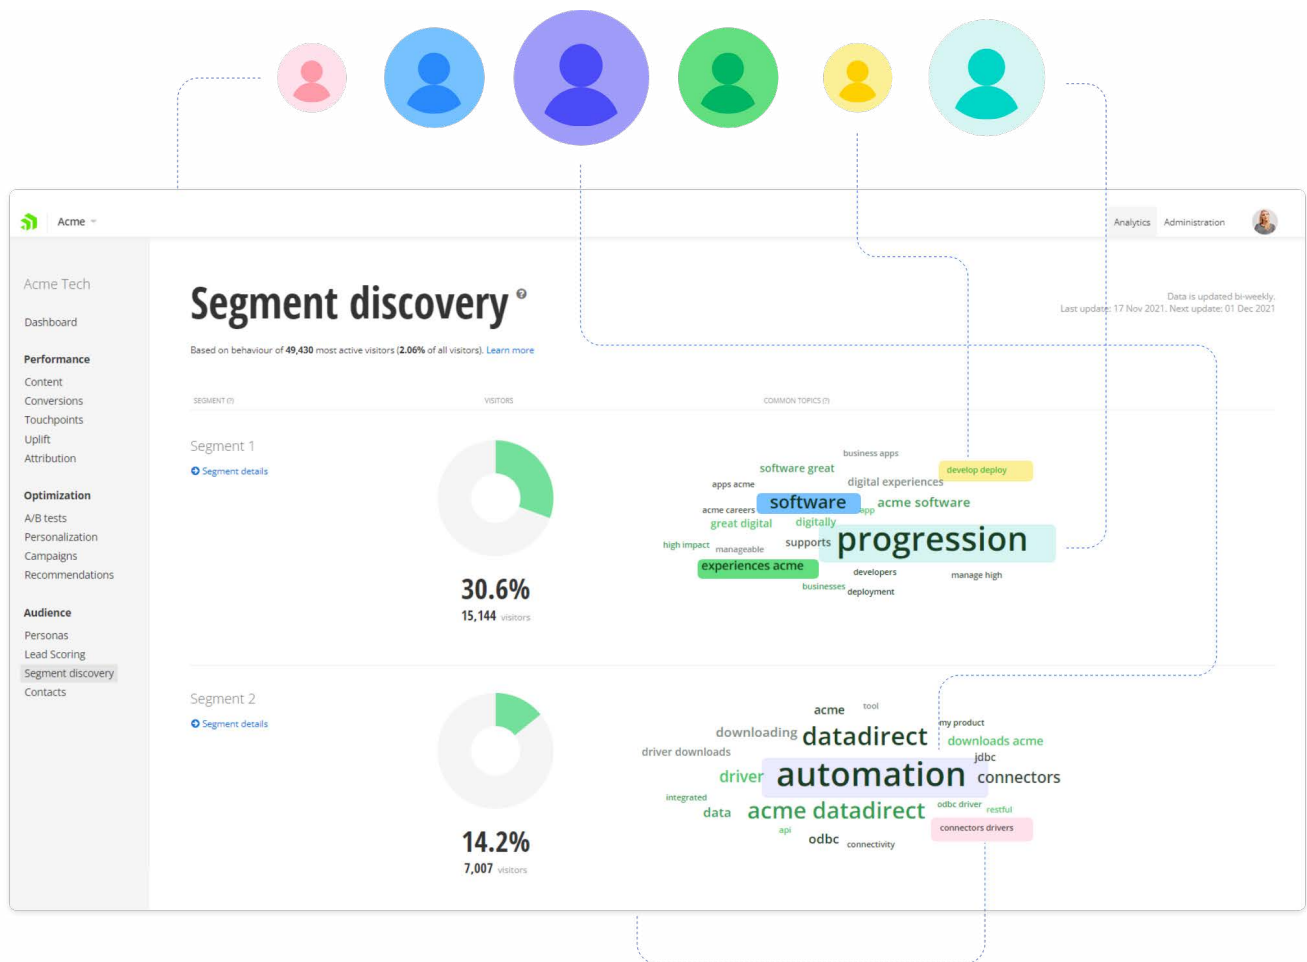 Acme
Analytics
Administration
Acme Tech
Dashboard
Performance
Content
Conversions
Touchpoints
Uplift
Attribution
Optimization
A/B tests
Personalization
Campaigns
Recommendations
Audience
Personas
Lead Scoring
Segment discovery
Contacts
Segment discovery
Data is updated bi-weekly.
Last update: 17 Nov 2021. Next update: 01 Dec 2021
Based on behaviour of 49,430 most active visitors (2.06% of all visitors). Learn more
SEGMENT (?)
VISITORS
COMMON TOPICS (?)
Segment 1
Segment details
30.6%
15,144 visitors
business apps
software great
develop deploy
apps acme
digital experiences
software
acme software
acme careers
app
great digital
digitally
progression
high impact
manageable
supports
experiences acme
developers
manage high
businesses
deployment
Segment 2
Segment details
14.2%
7,007 visitors
acme
tool
my product
downloading
datadirect
downloads acme
driver downloads
jdbc
driver
automation
connectors
integrated
data
acme datadirect
odbc driver
restful
api
odbc
connectivity
connectors drivers